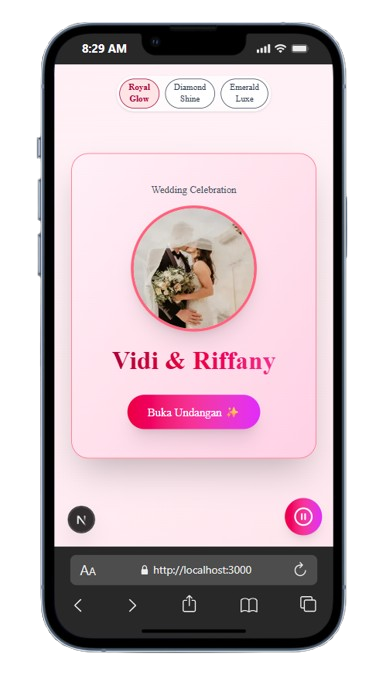 8:29 AM
Royal
Glow
Diamond
Shine
Emerald
Luxe
Wedding Celebration
Vidi & Riffany
Buka Undangan ✨
N
AA
http://localhost:3000